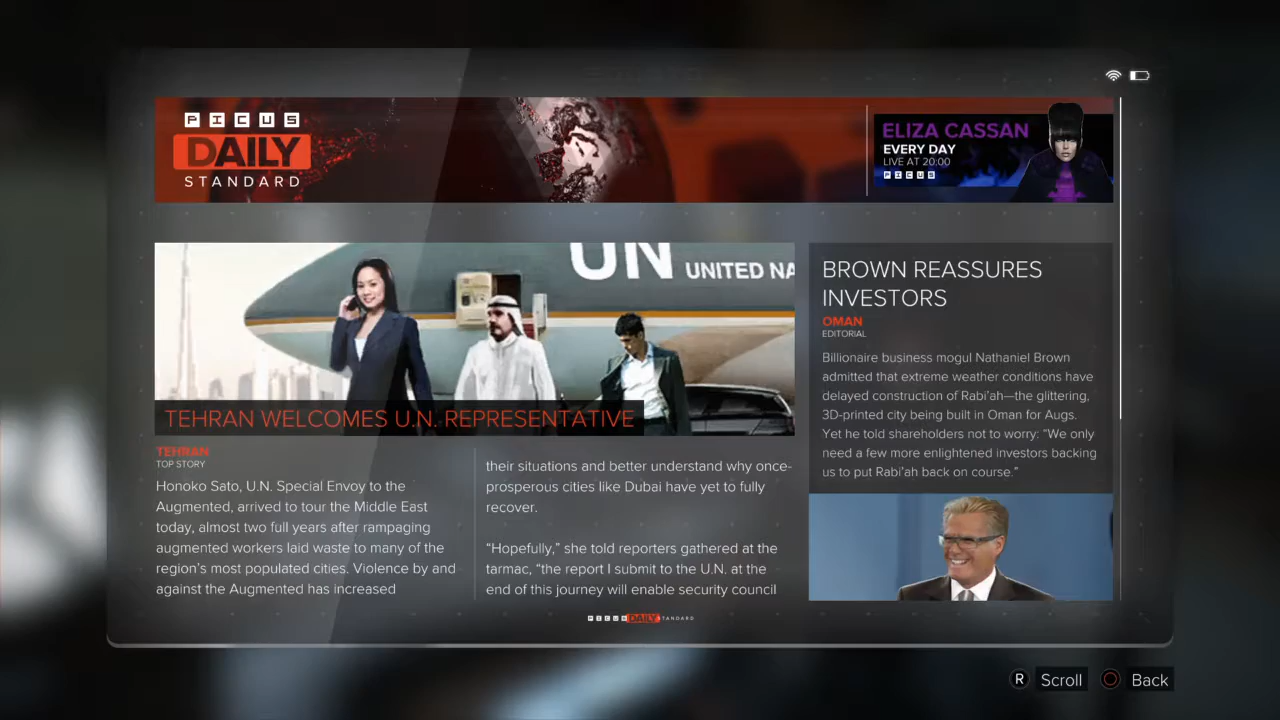 PICUS
DAILY
STANDARD
ELIZA CASSAN
EVERY DAY
LIVE AT 20:00
PICUS
UN UNITED NA
TEHRAN WELCOMES U.N. REPRESENTATIVE
TEHRAN
TOP STORY
Honoko Sato, U.N. Special Envoy to the
Augmented, arrived to tour the Middle East
today, almost two full years after rampaging
augmented workers laid waste to many of the
region's most populated cities. Violence by and
against the Augmented has increased
their situations and better understand why once-
prosperous cities like Dubai have yet to fully
recover.
“Hopefully,” she told reporters gathered at the
tarmac, “the report I submit to the U.N. at the
end of this journey will enable security council
BROWN REASSURES
INVESTORS
OMAN
EDITORIAL
Billionaire business mogul Nathaniel Brown
admitted that extreme weather conditions have
delayed construction of Rabi'ah—the glittering,
3D-printed city being built in Oman for Augs.
Yet he told shareholders not to worry: “We only
need a few more enlightened investors backing
us to put Rabi'ah back on course.”
PICUS DAILY STANDARD
R Scroll Back